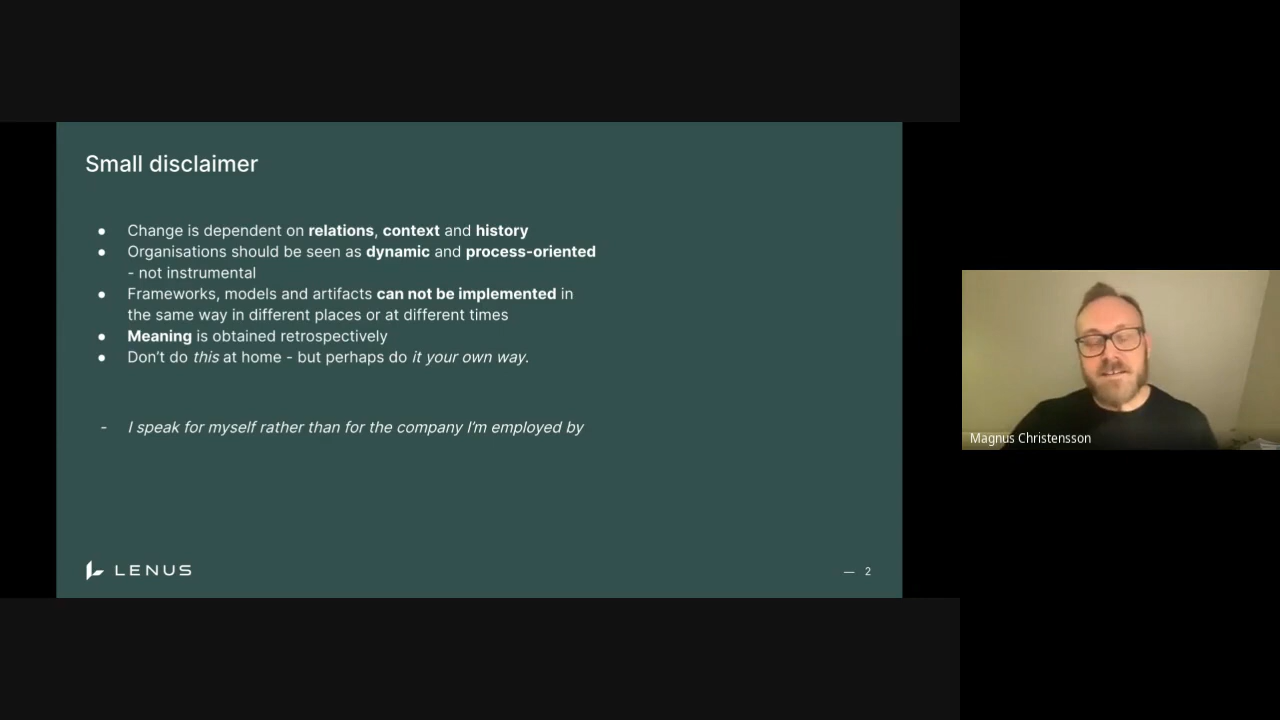 Small disclaimer
● Change is dependent on relations, context and history
● Organisations should be seen as dynamic and process-oriented
- not instrumental
● Frameworks, models and artifacts can not be implemented in
the same way in different places or at different times
● Meaning is obtained retrospectively
● Don’t do this at home - but perhaps do it your own way.
- I speak for myself rather than for the company I’m employed by
LENUS
— 2
Magnus Christensson